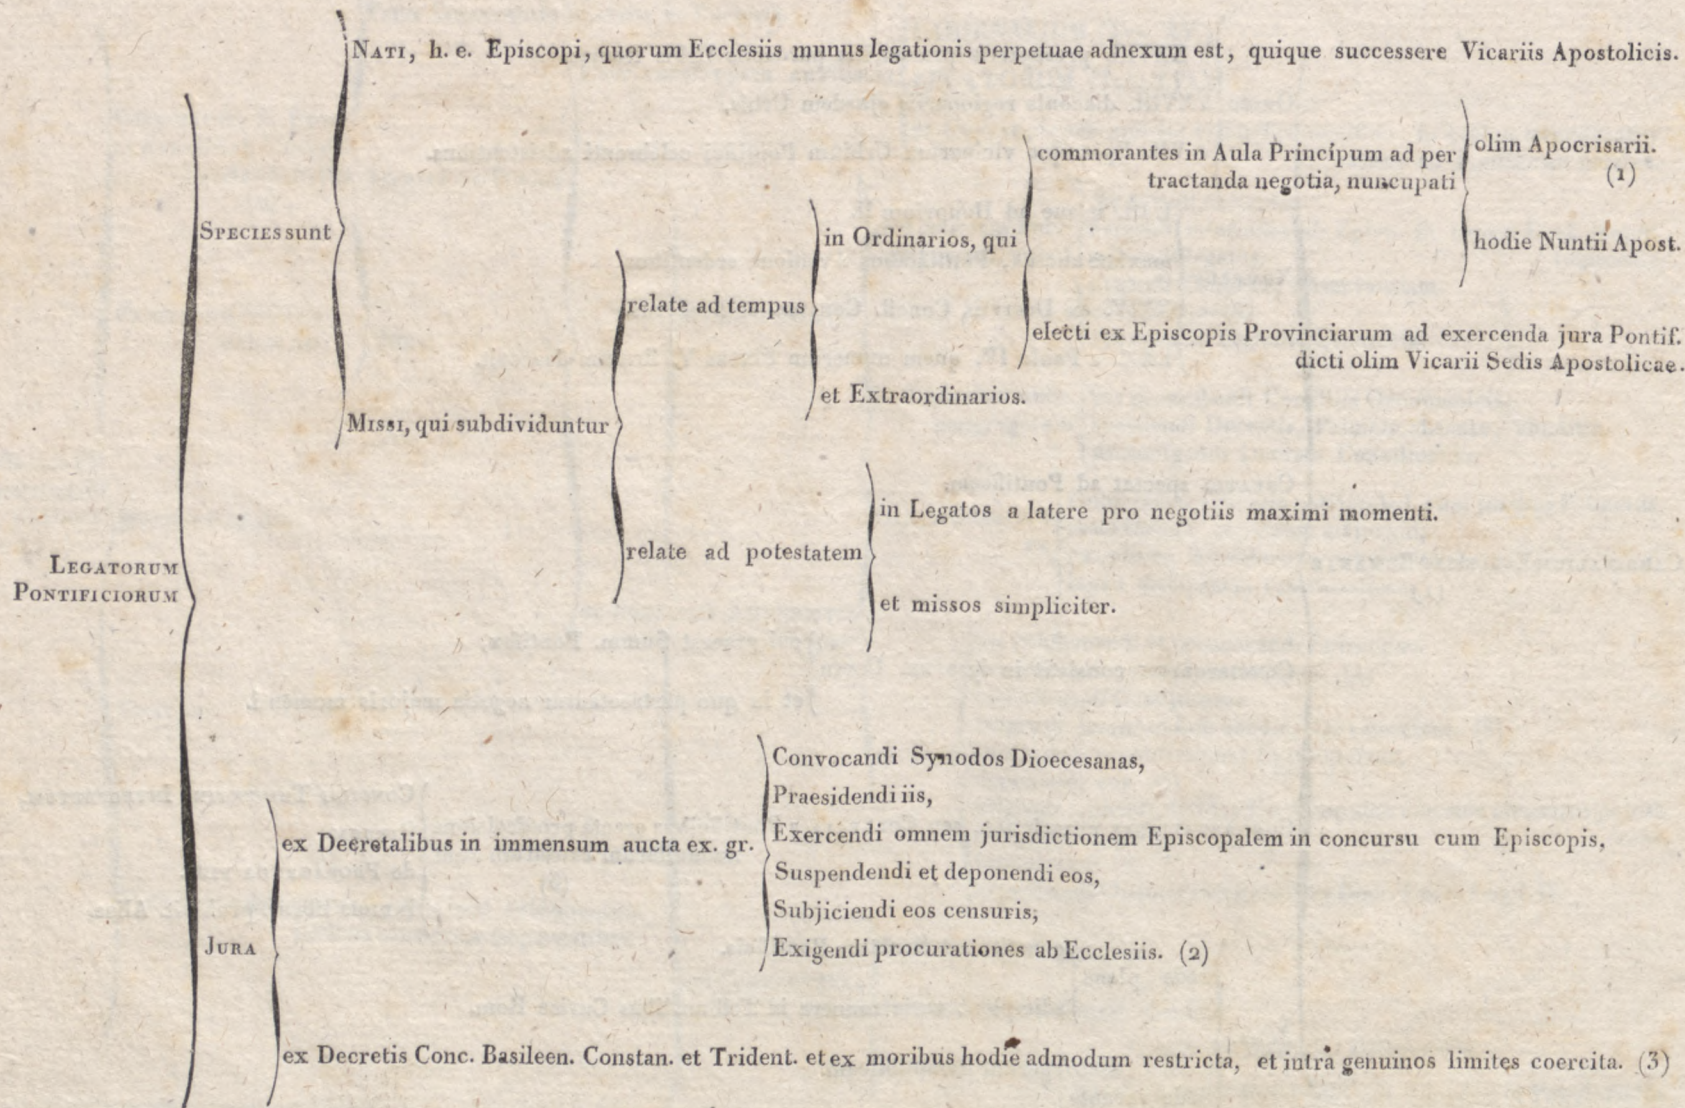 NATI, h. e. Episcopi, quorum Ecclesiis munus legationis perpetuae adnexum est, quique successere Vicariis Apostolicis.
olim Apocrisarii.
(1)
commorantes in Aula Principum ad per
tractanda negotia, nuncupati
SPECIES sunt
in Ordinarios, qui
hodie Nuntii Apost.
relate ad tempus
electi ex Episcopis Provinciarum ad exercenda jura Pontif.
dicti olim Vicarii Sedis Apostolicae.
et Extraordinarios.
MISSI, qui subdividuntur
in Legatos a latere pro negotiis maximi momenti.
relate ad potestatem
LEGATORUM
PONTIFICIORUM
et missos simpliciter.
Convocandi Synodos Dioecesanas,
Praesidendi iis,
ex Decretalibus in immensum aucta ex. gr.
Exercendi omnem jurisdictionem Episcopalem in concursu cum Episcopis,
Suspendendi et deponendi eos,
Subjiciendi eos censuris,
JURA
Exigendi procurationes ab Ecclesiis. (2)
ex Decretis Conc. Basileen. Constan. et Trident. et ex moribus hodie admodum restricta, et intra genuinos limites coercita. (3)